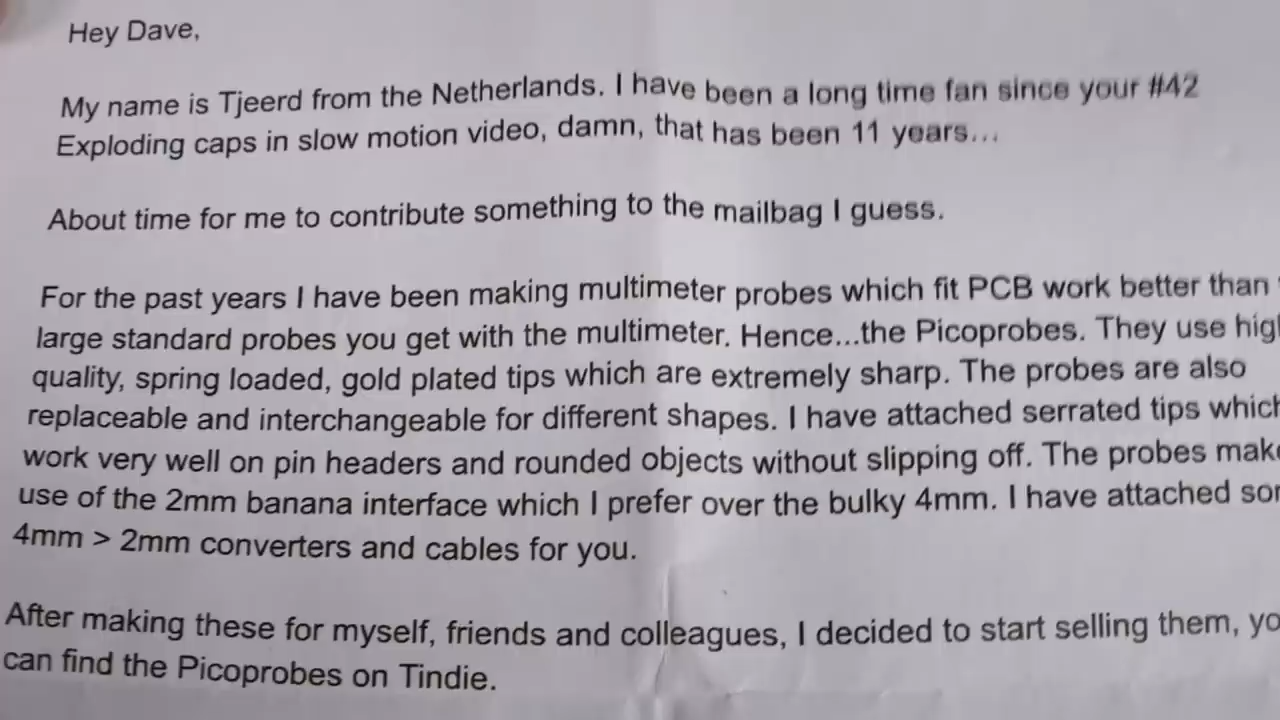 Hey Dave,
My name is Tjeerd from the Netherlands. I have been a long time fan since your #42
Exploding caps in slow motion video, damn, that has been 11 years...
About time for me to contribute something to the mailbag I guess.
For the past years I have been making multimeter probes which fit PCB work better than
large standard probes you get with the multimeter. Hence...the Picoprobes. They use
quality, spring loaded, gold plated tips which are extremely sharp. The probes are also
replaceable and interchangeable for different shapes. I have attached serrated tips which
work very well on pin headers and rounded objects without slipping off. The probes
use of the 2mm banana interface which I prefer over the bulky 4mm. I have attached
4mm > 2mm converters and cables for you.
After making these for myself, friends and colleagues, I decided to start selling them,
can find the Picoprobes on Tindie.